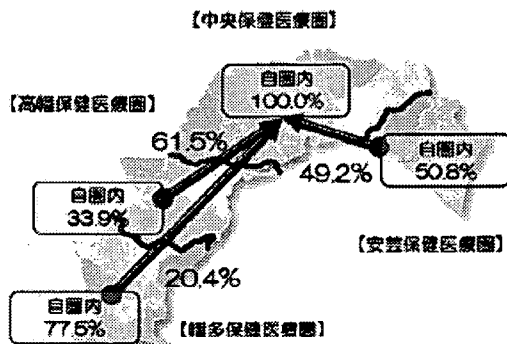 【中央保健医療圏】
自圏内
100.0%
【高幡保健医療圏】
61.5%
自圏内
33.9%
49.2%
自圏内
50.8%
【安芸保健医療圏】
20.4%
自圏内
77.5%
【幡多保健医療圏】